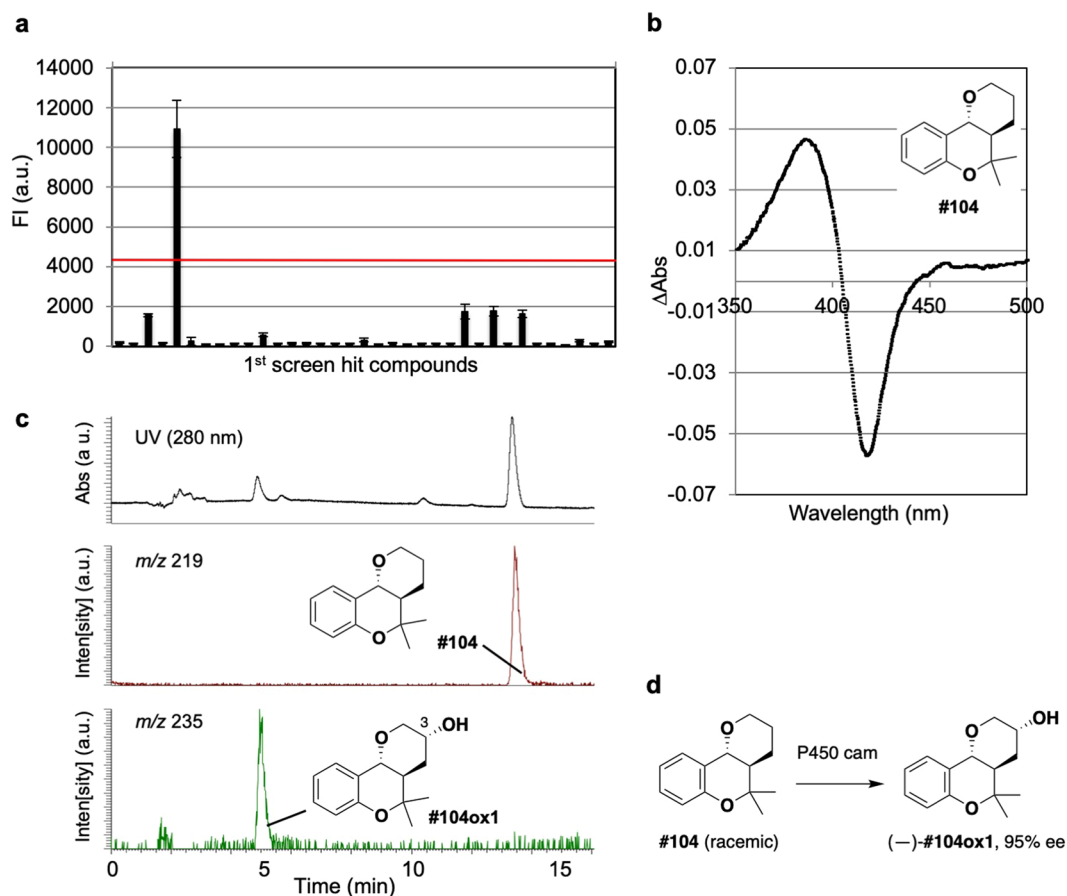 a
14000
12000
10000
8000
6000
4000
2000
0
FI (a.u.)
1st screen hit compounds
b
0.07
0.05
0.03
0.01
-0.01
-0.03
-0.05
-0.07
ΔAbs
350
400
450
500
Wavelength (nm)
O
O
#104
c
UV (280 nm)
Abs (a u.)
m/z 219
Inten[sity] (a.u.)
O
O
#104
m/z 235
Inten[sity] (a.u.)
3
OH
O
O
#104ox1
0
5
10
15
Time (min)
d
O
O
#104 (racemic)
P450 cam
OH
O
O
(—)-#104ox1, 95% ee